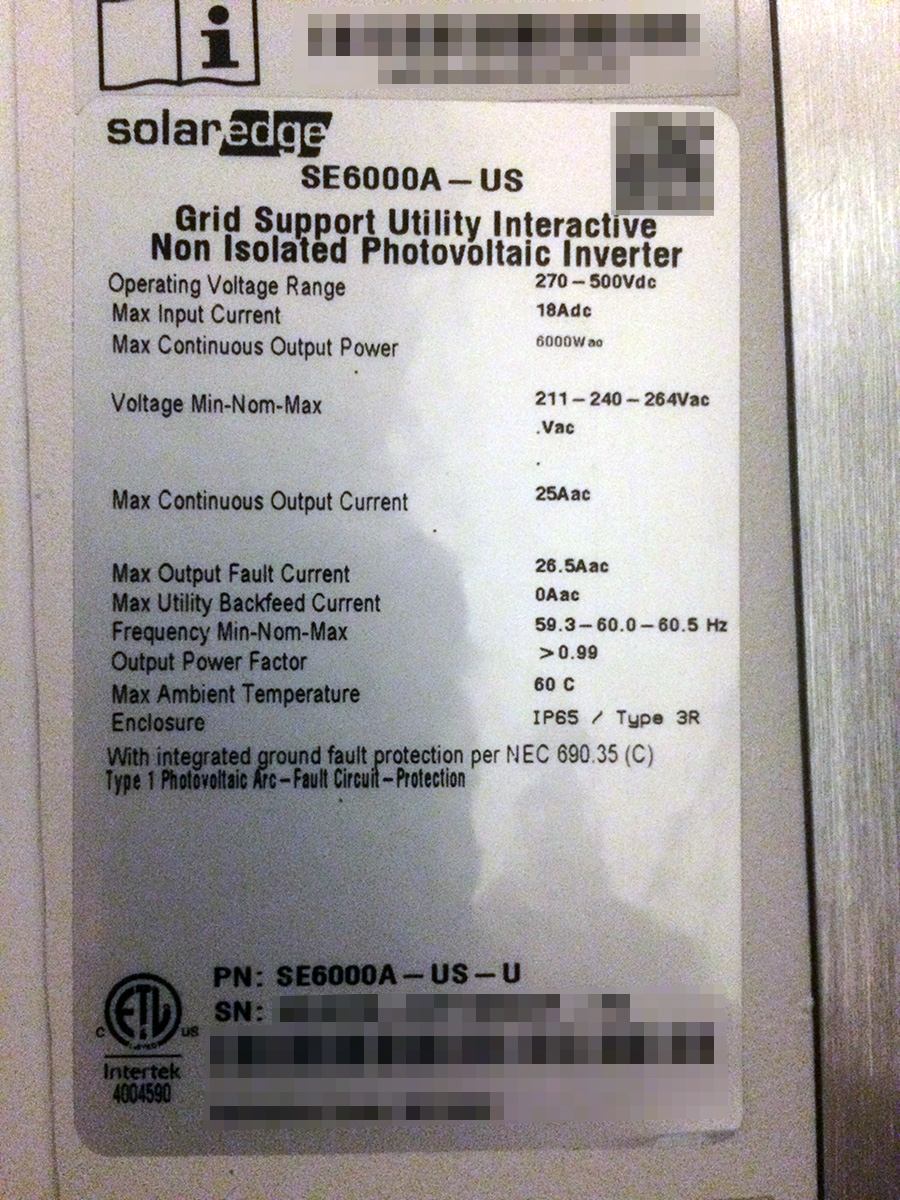 i
solaredge
SE6000A – US
Grid Support Utility Interactive
Non Isolated Photovoltaic Inverter
Operating Voltage Range 270 – 500Vdc
Max Input Current 18Adc
Max Continuous Output Power 6000Wac
Voltage Min-Nom-Max 211 – 240 – 264Vac
.Vac
.
Max Continuous Output Current 25Aac
Max Output Fault Current 26.5Aac
Max Utility Backfeed Current 0Aac
Frequency Min-Nom-Max 59.3 – 60.0 – 60.5 Hz
Output Power Factor >0.99
Max Ambient Temperature 60 C
Enclosure IP65 / Type 3R
With integrated ground fault protection per NEC 690.35 (C)
Type 1 Photovoltaic Arc – Fault Circuit – Protection
PN: SE6000A – US – U
SN:
ETL
C US
Intertek
4004590